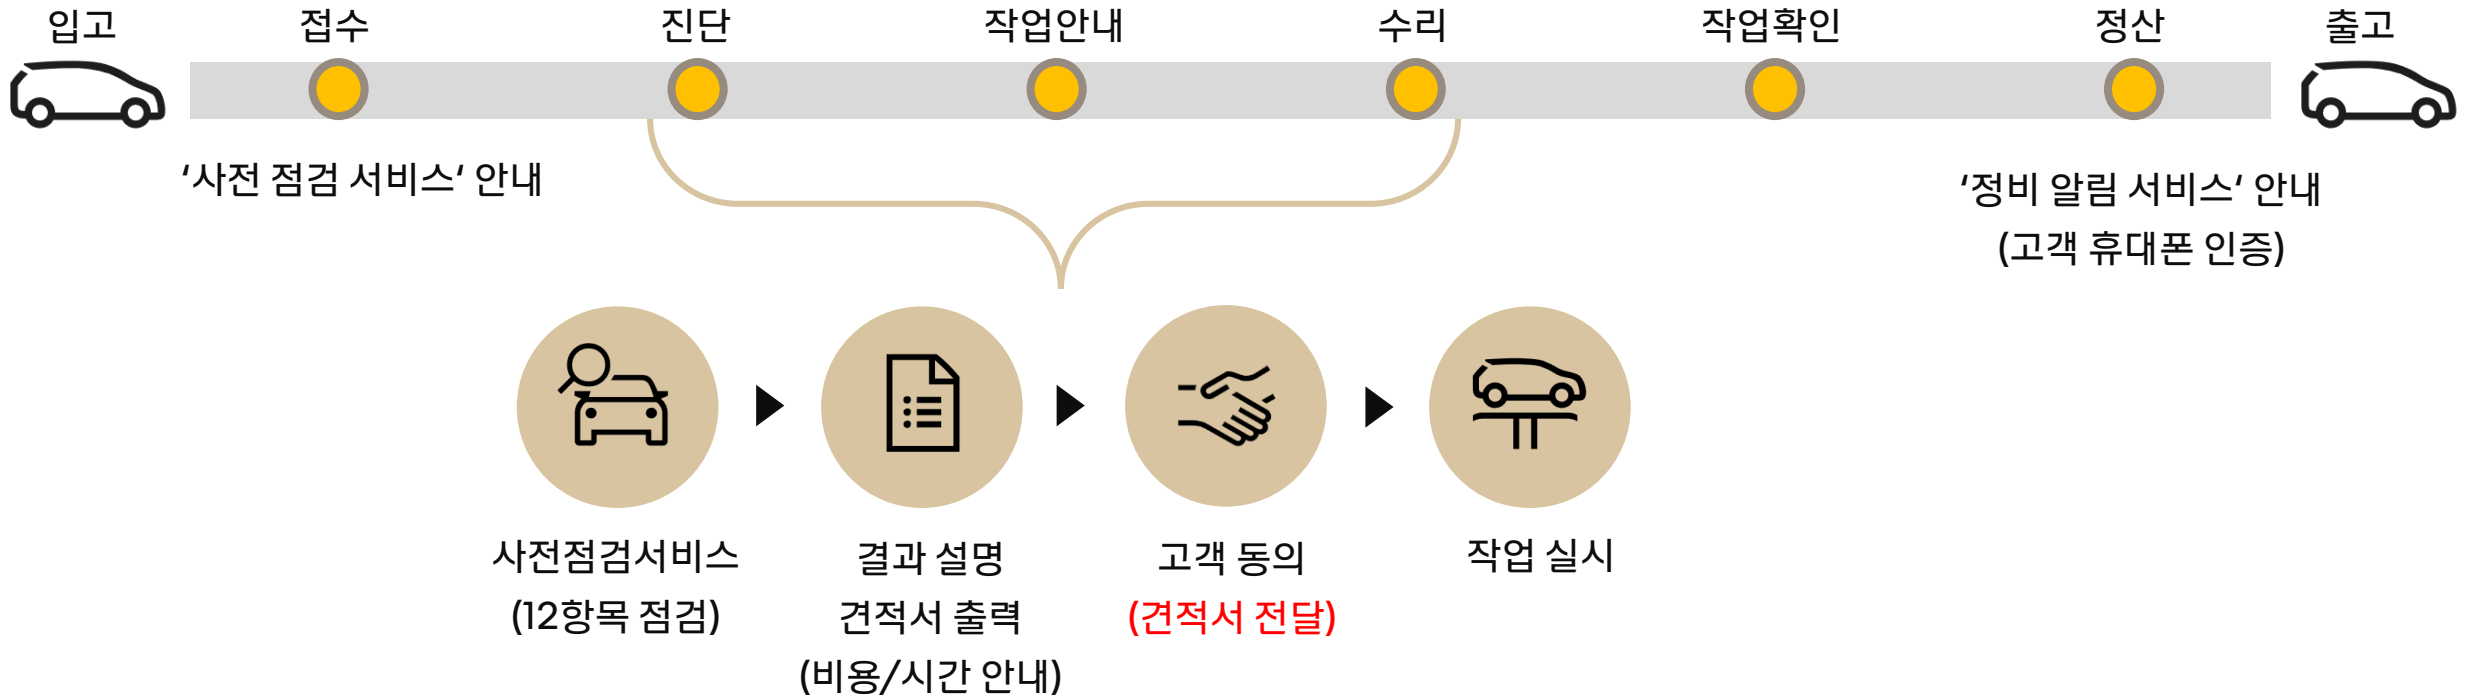 입고
접수
진단
작업안내
수리
작업확인
정산
출고
‘사전 점검 서비스‘ 안내
‘정비 알림 서비스‘ 안내
(고객 휴대폰 인증)
사전점검서비스
(12항목 점검)
결과 설명
견적서 출력
(비용/시간 안내)
고객 동의
(견적서 전달)
작업 실시